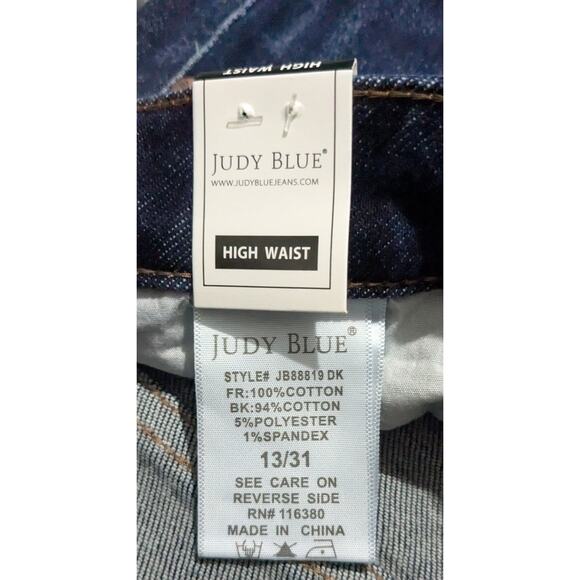 HIGH WAIST
JUDY BLUE®
WWW.JUDYBLUEJEANS.COM
HIGH WAIST
JUDY BLUE®
STYLE# JB88819 DK
FR:100%COTTON
BK:94%COTTON
5%POLYESTER
1%SPANDEX
13/31
SEE CARE ON
REVERSE SIDE
RN# 116380
MADE IN CHINA